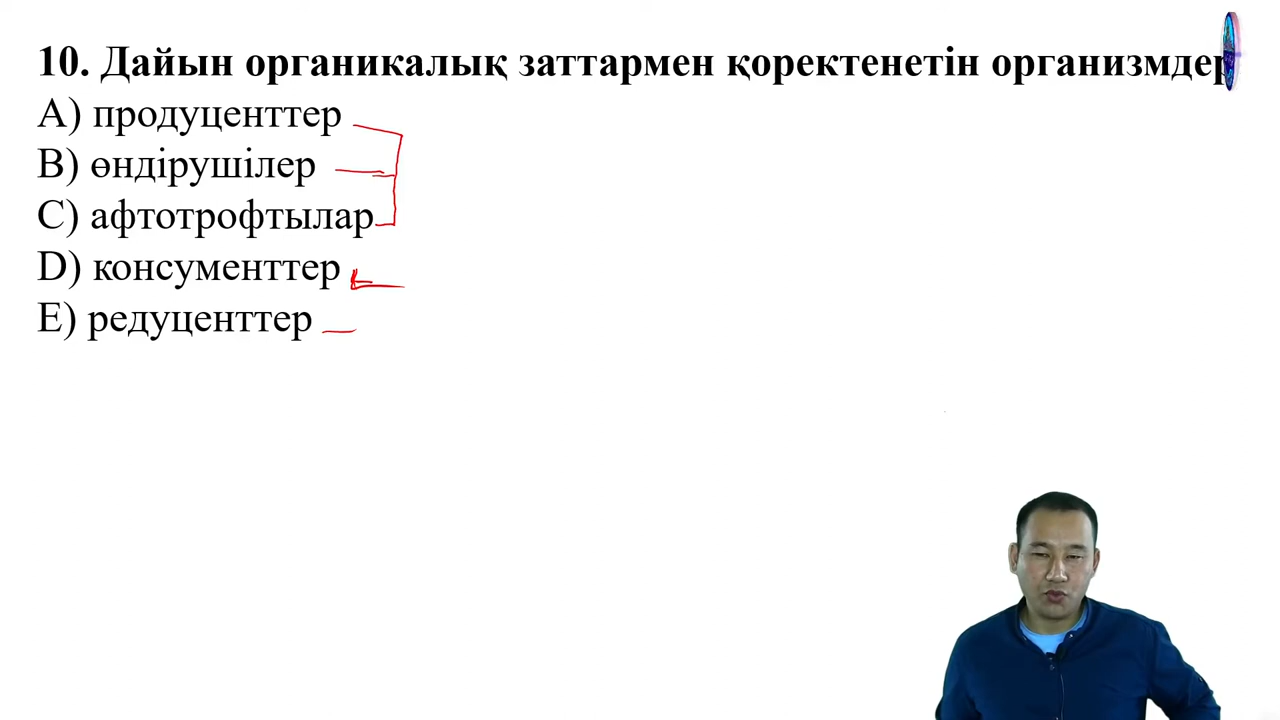 10. Дайын органикалық заттармен қоректенетін организмдер
A) продуценттер
B) өндірушілер
C) афтотрофтылар
D) консументтер
E) редуценттер